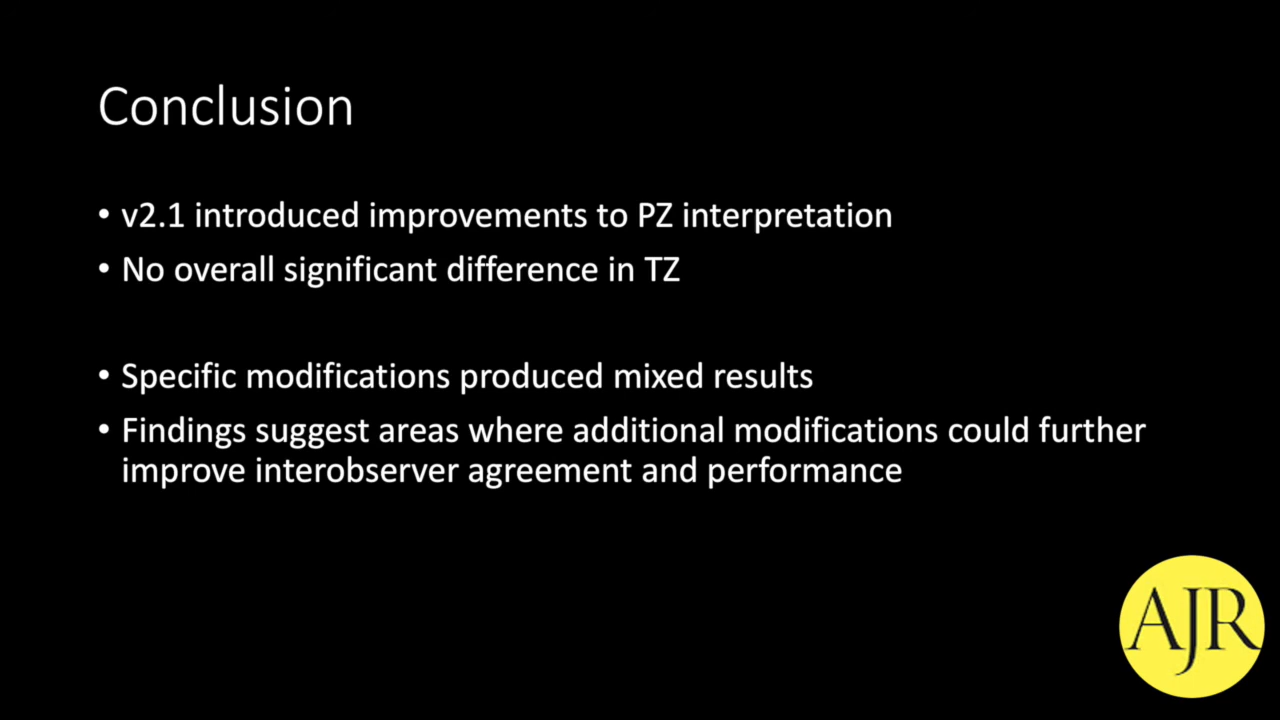 Conclusion
• v2.1 introduced improvements to PZ interpretation
• No overall significant difference in TZ
• Specific modifications produced mixed results
• Findings suggest areas where additional modifications could further
improve interobserver agreement and performance
AJR